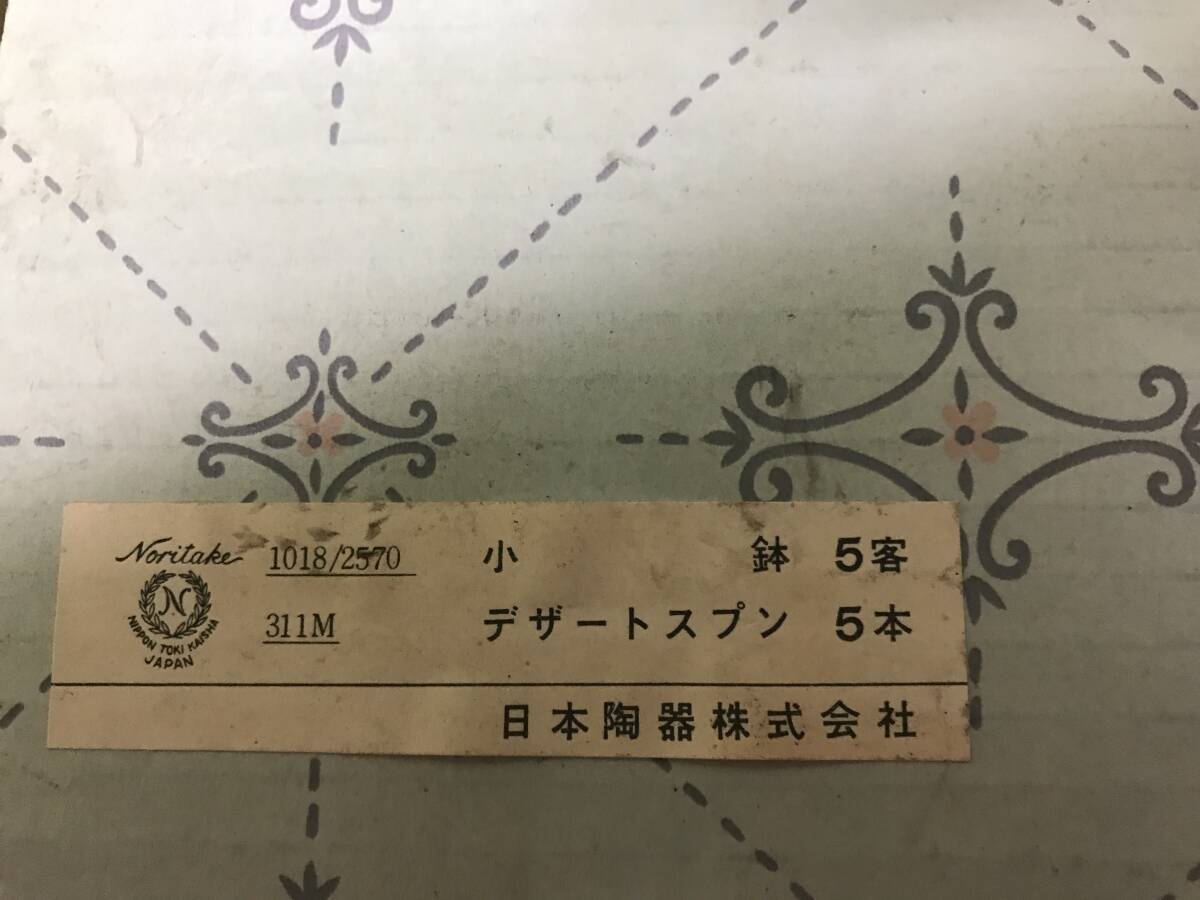 Noritake 1018/2570 小鉢 5客
N
311M デザートスプン 5本
NIPPON TOKI KAISHA
JAPAN
日本陶器株式会社